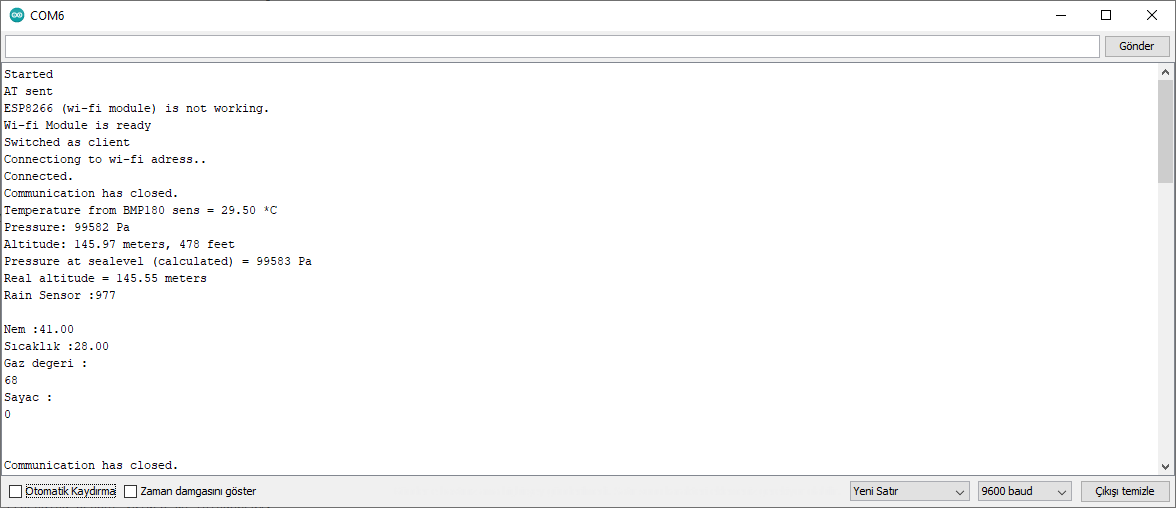 COM6
Gönder
Started
AT sent
ESP8266 (wi-fi module) is not working.
Wi-fi Module is ready
Switched as client
Connectiong to wi-fi adress..
Connected.
Communication has closed.
Temperature from BMP180 sens = 29.50 *C
Pressure: 99582 Pa
Altitude: 145.97 meters, 478 feet
Pressure at sealevel (calculated) = 99583 Pa
Real altitude = 145.55 meters
Rain Sensor :977
Nem :41.00
Sıcaklık :28.00
Gaz degeri :
68
Sayac :
0
Communication has closed.
Otomatik Kaydırma Zaman damgasını göster Yeni Satır 9600 baud Çıkışı temizle